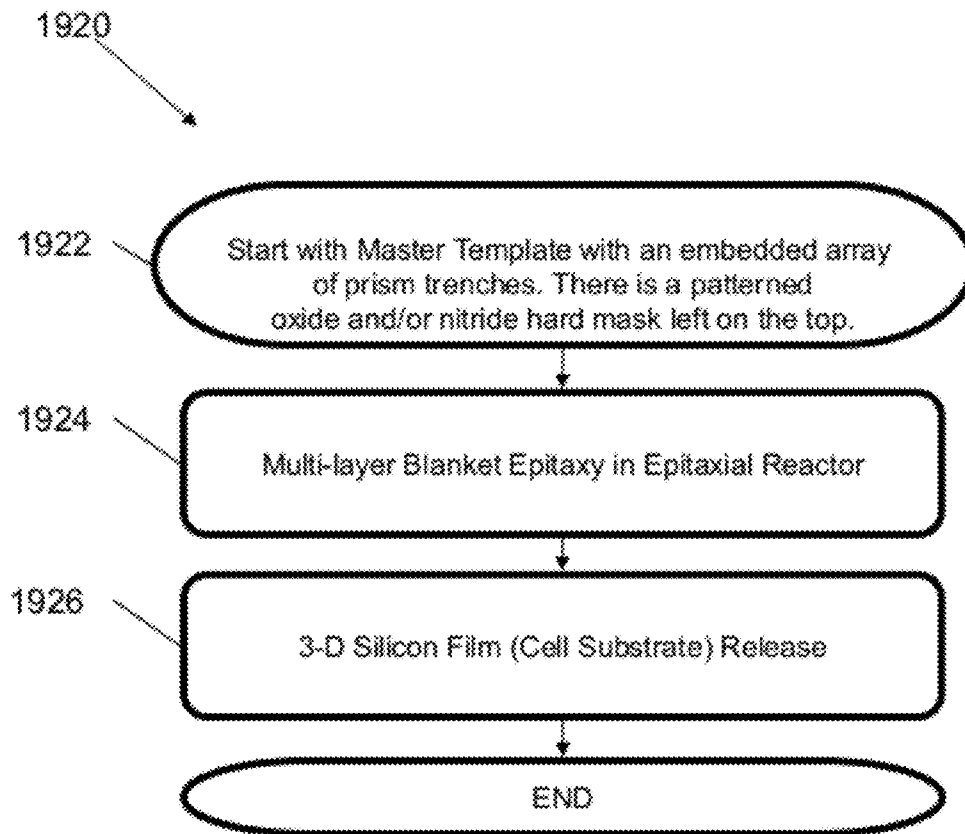 1920
1922
Start with Master Template with an embedded array
of prism trenches. There is a patterned
oxide and/or nitride hard mask left on the top.
1924
Multi-layer Blanket Epitaxy in Epitaxial Reactor
1926
3-D Silicon Film (Cell Substrate) Release
END